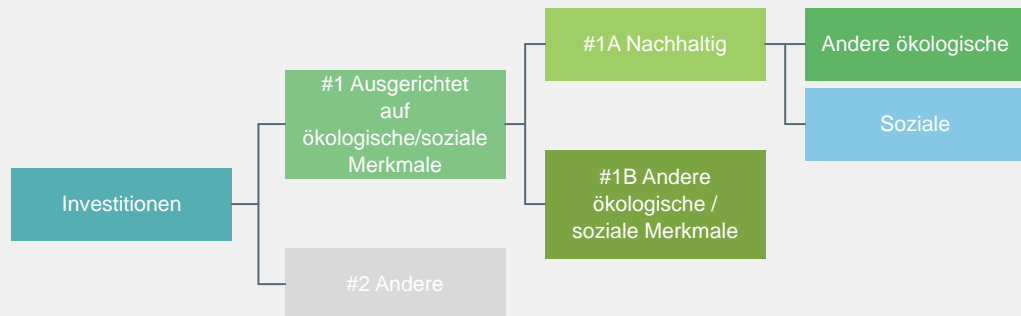 Investitionen
#1 Ausgerichtet
auf
ökologische/soziale
Merkmale
#2 Andere
#1A Nachhaltig
#1B Andere
ökologische /
soziale Merkmale
Andere ökologische
Soziale